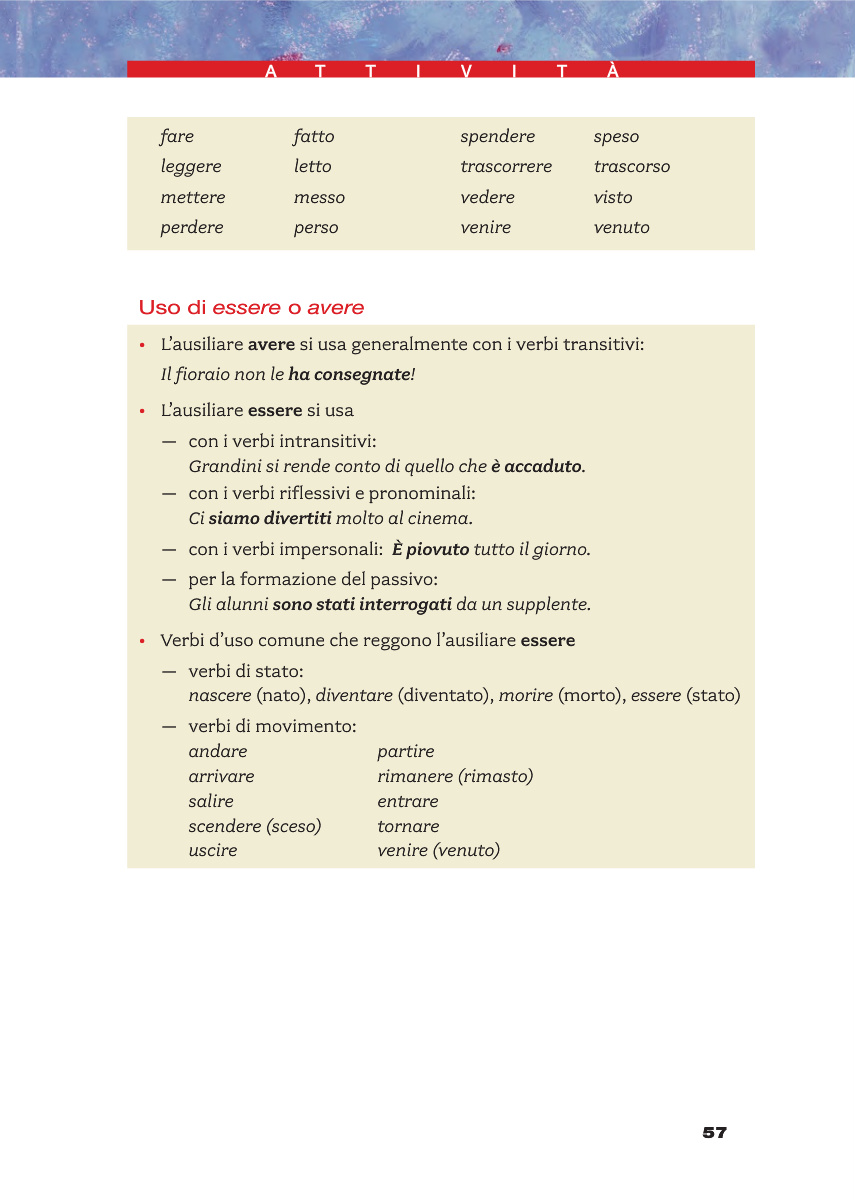 ATTIVITÀ
fare fatto spendere speso
leggere letto trascorrere trascorso
mettere messo vedere visto
perdere perso venire venuto
Uso di essere o avere
• L’ausiliare avere si usa generalmente con i verbi transitivi:
Il fioraio non le ha consegnate!
• L’ausiliare essere si usa
— con i verbi intransitivi:
Grandini si rende conto di quello che è accaduto.
— con i verbi riflessivi e pronominali:
Ci siamo divertiti molto al cinema.
— con i verbi impersonali: È piovuto tutto il giorno.
— per la formazione del passivo:
Gli alunni sono stati interrogati da un supplente.
• Verbi d’uso comune che reggono l’ausiliare essere
— verbi di stato:
nascere (nato), diventare (diventato), morire (morto), essere (stato)
— verbi di movimento:
andare partire
arrivare rimanere (rimasto)
salire entrare
scendere (sceso) tornare
uscire venire (venuto)
57